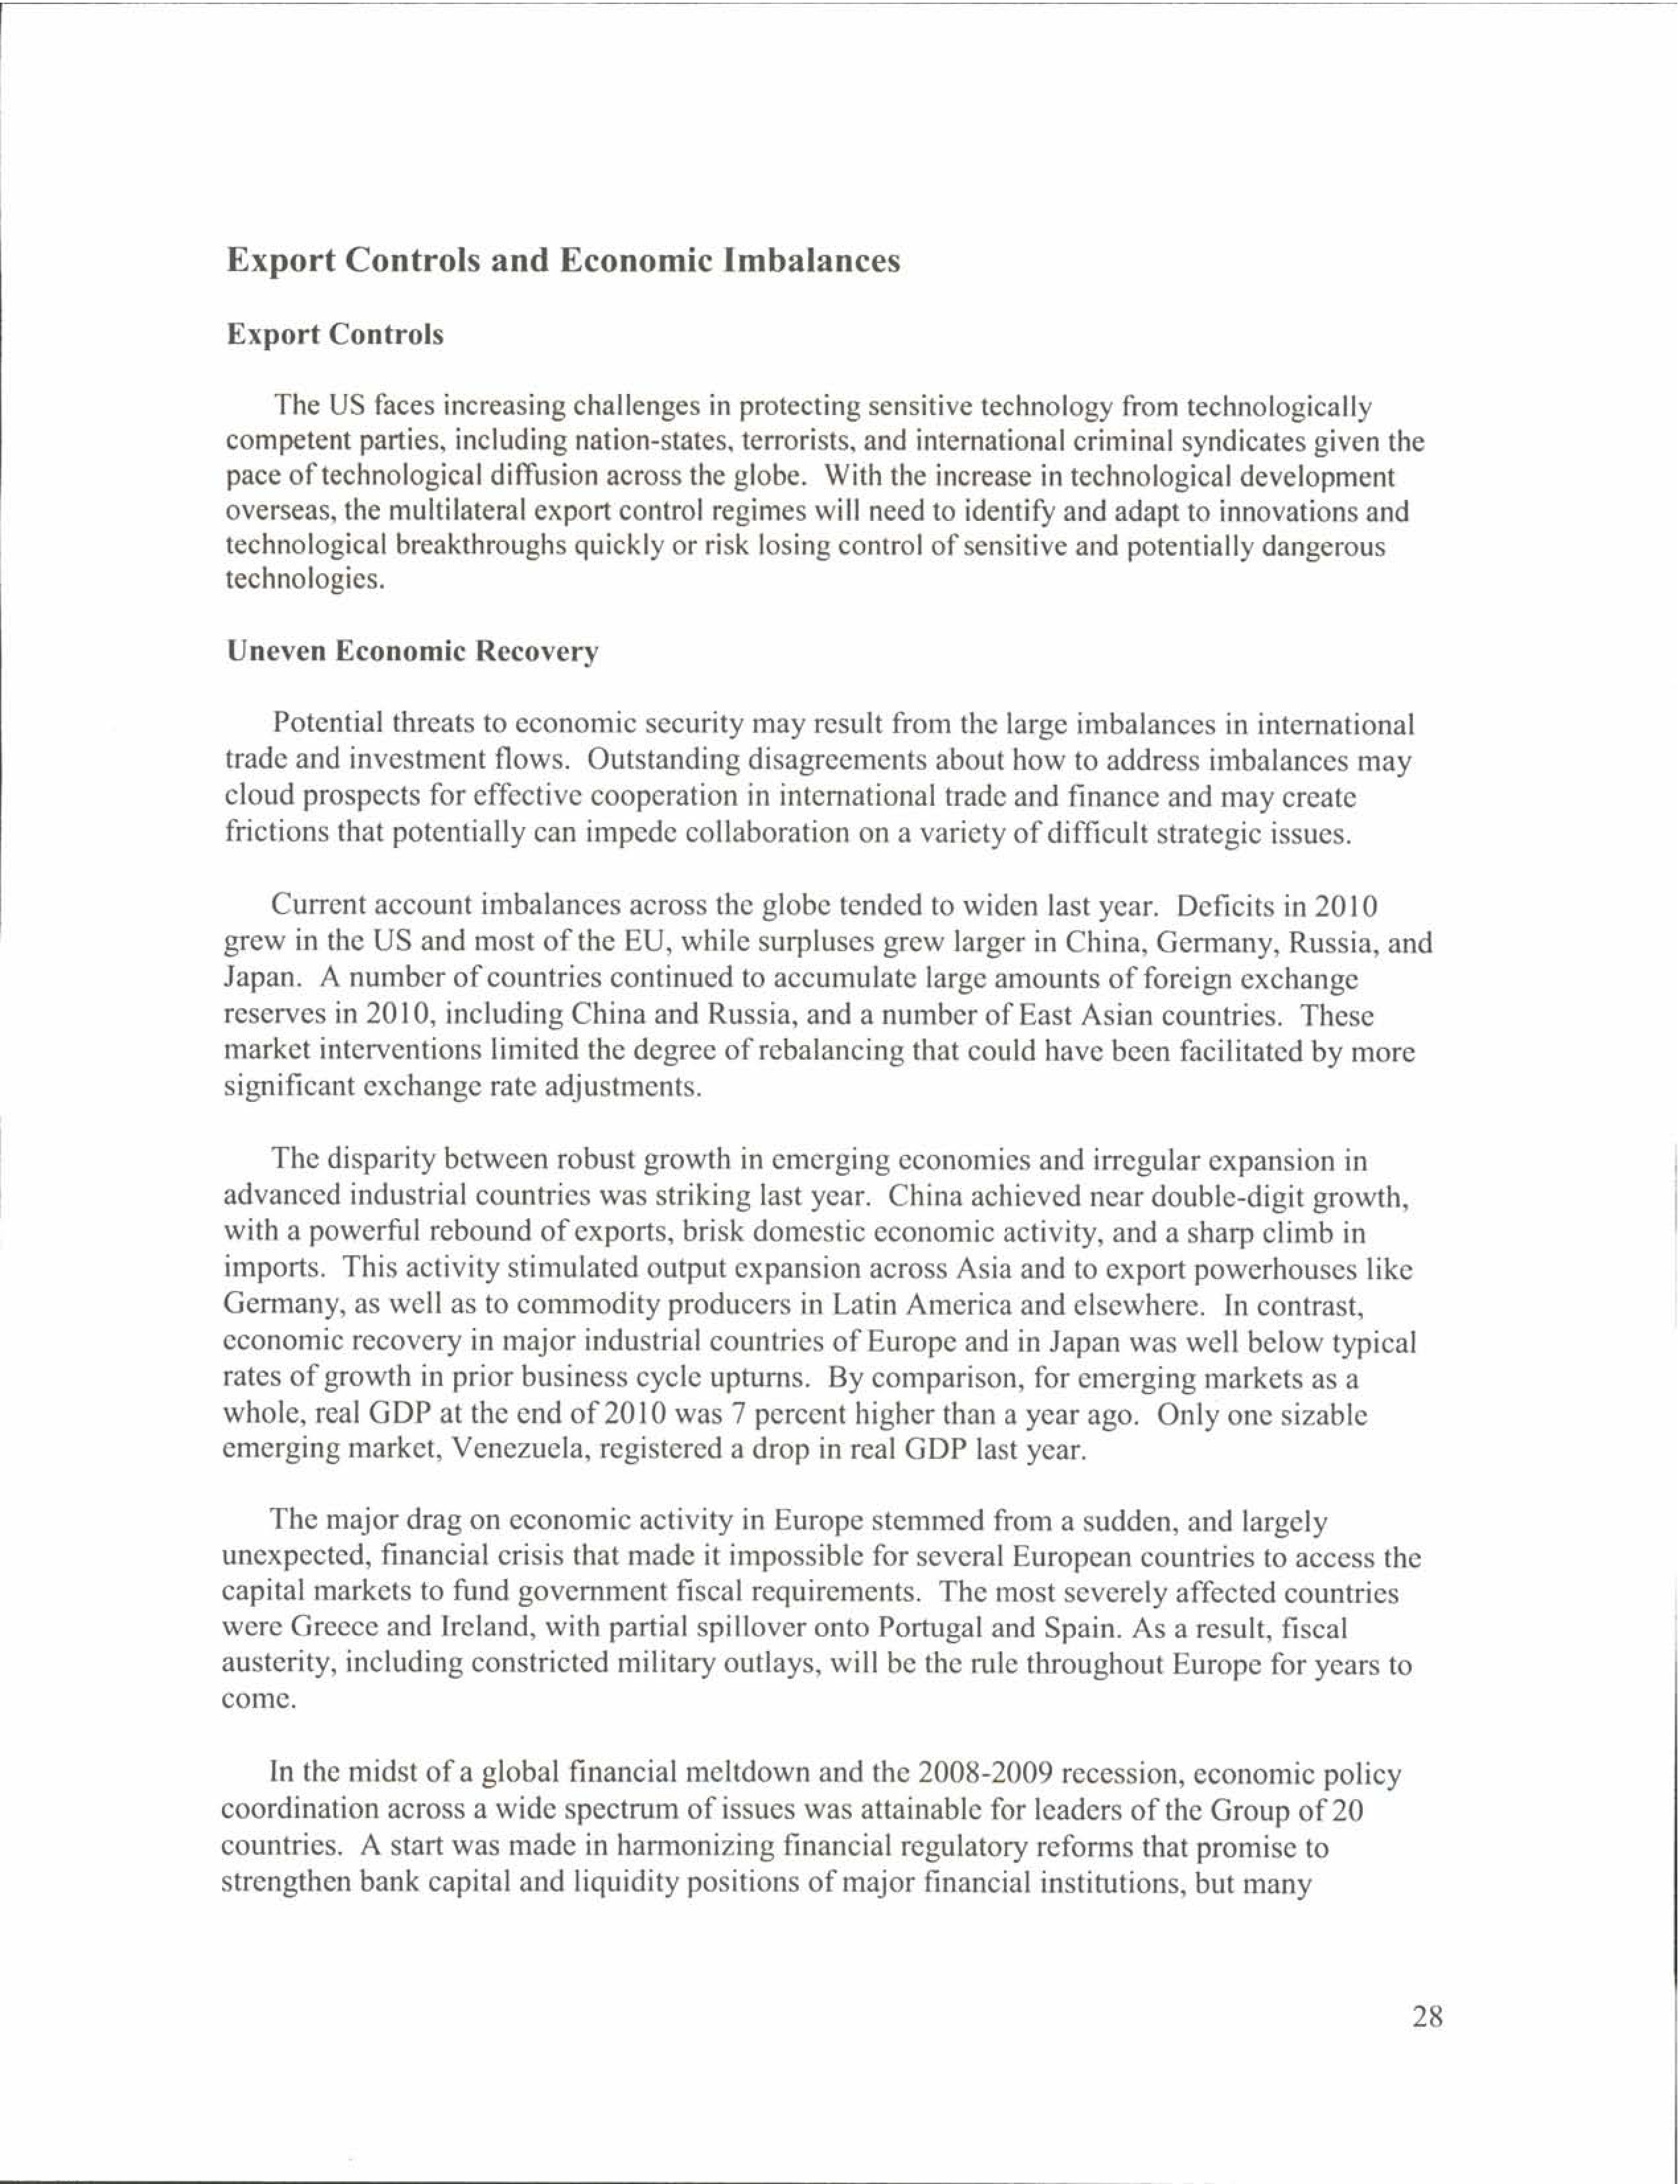 Export Controls and Economic Imbalances
Export Controls
The US faces increasing challenges in protecting sensitive technology from technologically
competent parties, including nation-states, terrorists, and international criminal syndicates given the
pace of technological diffusion across the globe. With the increase in technological development
overseas, the multilateral export control regimes will need to identify and adapt to innovations and
technological breakthroughs quickly or risk losing control of sensitive and potentially dangerous
technologies.
Uneven Economic Recovery
Potential threats to economic security may result from the large imbalances in international
trade and investment flows. Outstanding disagreements about how to address imbalances may
cloud prospects for effective cooperation in international trade and finance and may create
frictions that potentially can impede collaboration on a variety of difficult strategic issues.
Current account imbalances across the globe tended to widen last year. Deficits in 2010
grew in the US and most of the EU, while surpluses grew larger in China, Germany, Russia, and
Japan. A number of countries continued to accumulate large amounts of foreign exchange
reserves in 2010, including China and Russia, and a number of East Asian countries. These
market interventions limited the degree of rebalancing that could have been facilitated by more
significant exchange rate adjustments.
The disparity between robust growth in emerging economies and irregular expansion in
advanced industrial countries was striking last year. China achieved near double-digit growth,
with a powerful rebound of exports, brisk domestic economic activity, and a sharp climb in
imports. This activity stimulated output expansion across Asia and to export powerhouses like
Germany, as well as to commodity producers in Latin America and elsewhere. In contrast,
economic recovery in major industrial countries of Europe and in Japan was well below typical
rates of growth in prior business cycle upturns. By comparison, for emerging markets as a
whole, real GDP at the end of 2010 was 7 percent higher than a year ago. Only one sizable
emerging market, Venezuela, registered a drop in real GDP last year.
The major drag on economic activity in Europe stemmed from a sudden, and largely
unexpected, financial crisis that made it impossible for several European countries to access the
capital markets to fund government fiscal requirements. The most severely affected countries
were Greece and Ireland, with partial spillover onto Portugal and Spain. As a result, fiscal
austerity, including constricted military outlays, will be the rule throughout Europe for years to
come.
In the midst of a global financial meltdown and the 2008-2009 recession, economic policy
coordination across a wide spectrum of issues was attainable for leaders of the Group of 20
countries. A start was made in harmonizing financial regulatory reforms that promise to
strengthen bank capital and liquidity positions of major financial institutions, but many
28